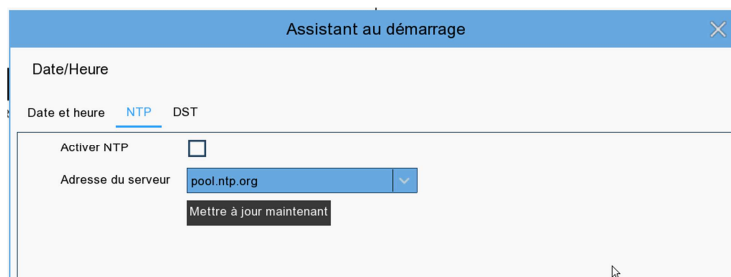 Assistant au démarrage
Date/Heure
Date et heure NTP DST
Activer NTP
Adresse du serveur pool.ntp.org
Mettre à jour maintenant